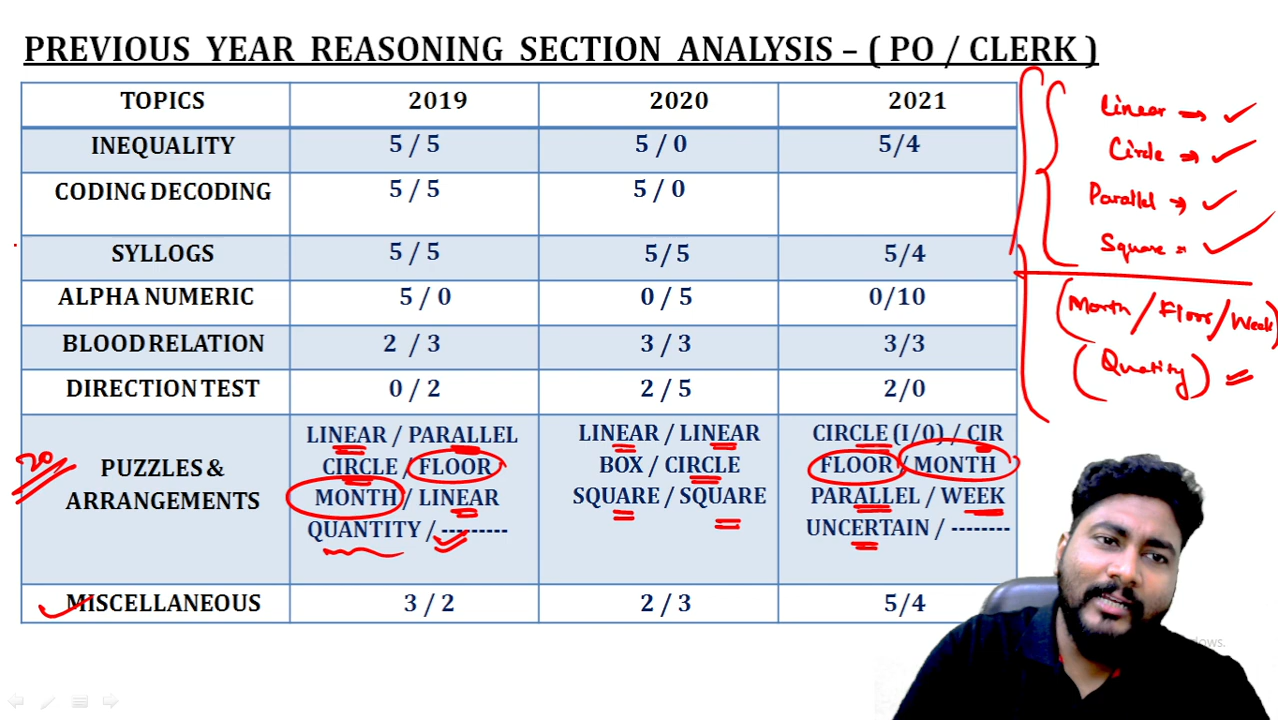 PREVIOUS YEAR REASONING SECTION ANALYSIS – ( PO / CLERK )
TOPICS 2019 2020 2021
INEQUALITY 5 / 5 5 / 0 5/4
CODING DECODING 5 / 5 5 / 0
SYLLOGS 5 / 5 5/5 5/4
ALPHA NUMERIC 5 / 0 0 / 5 0/10
BLOOD RELATION 2 / 3 3 / 3 3/3
DIRECTION TEST 0 / 2 2 / 5 2/0
20
PUZZLES &
ARRANGEMENTS
LINEAR / PARALLEL
CIRCLE / FLOOR
MONTH / LINEAR
QUANTITY / ---------
LINEAR / LINEAR
BOX / CIRCLE
SQUARE / SQUARE
CIRCLE (I/0) / CIR
FLOOR / MONTH
PARALLEL / WEEK
UNCERTAIN / --------
MISCELLANEOUS 3 / 2 2 / 3 5/4
Linear →
Circle →
Parallel →
Square =
(Month / Floor / Week)
(Quatity) =